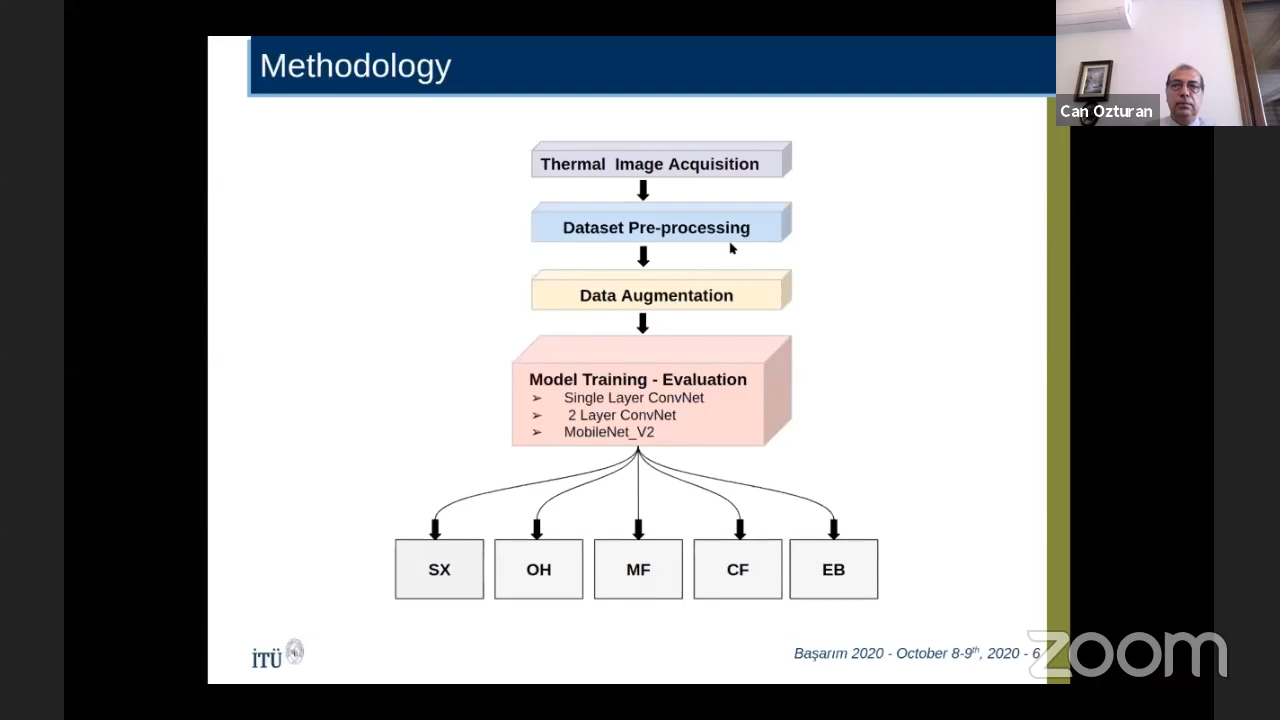 Methodology
Can Ozturan
Thermal Image Acquisition
Dataset Pre-processing
Data Augmentation
Model Training - Evaluation
➢ Single Layer ConvNet
➢ 2 Layer ConvNet
➢ MobileNet_V2
SX OH MF CF EB
İTÜ
Başarım 2020 - October 8-9th, 2020 - 6
zoom